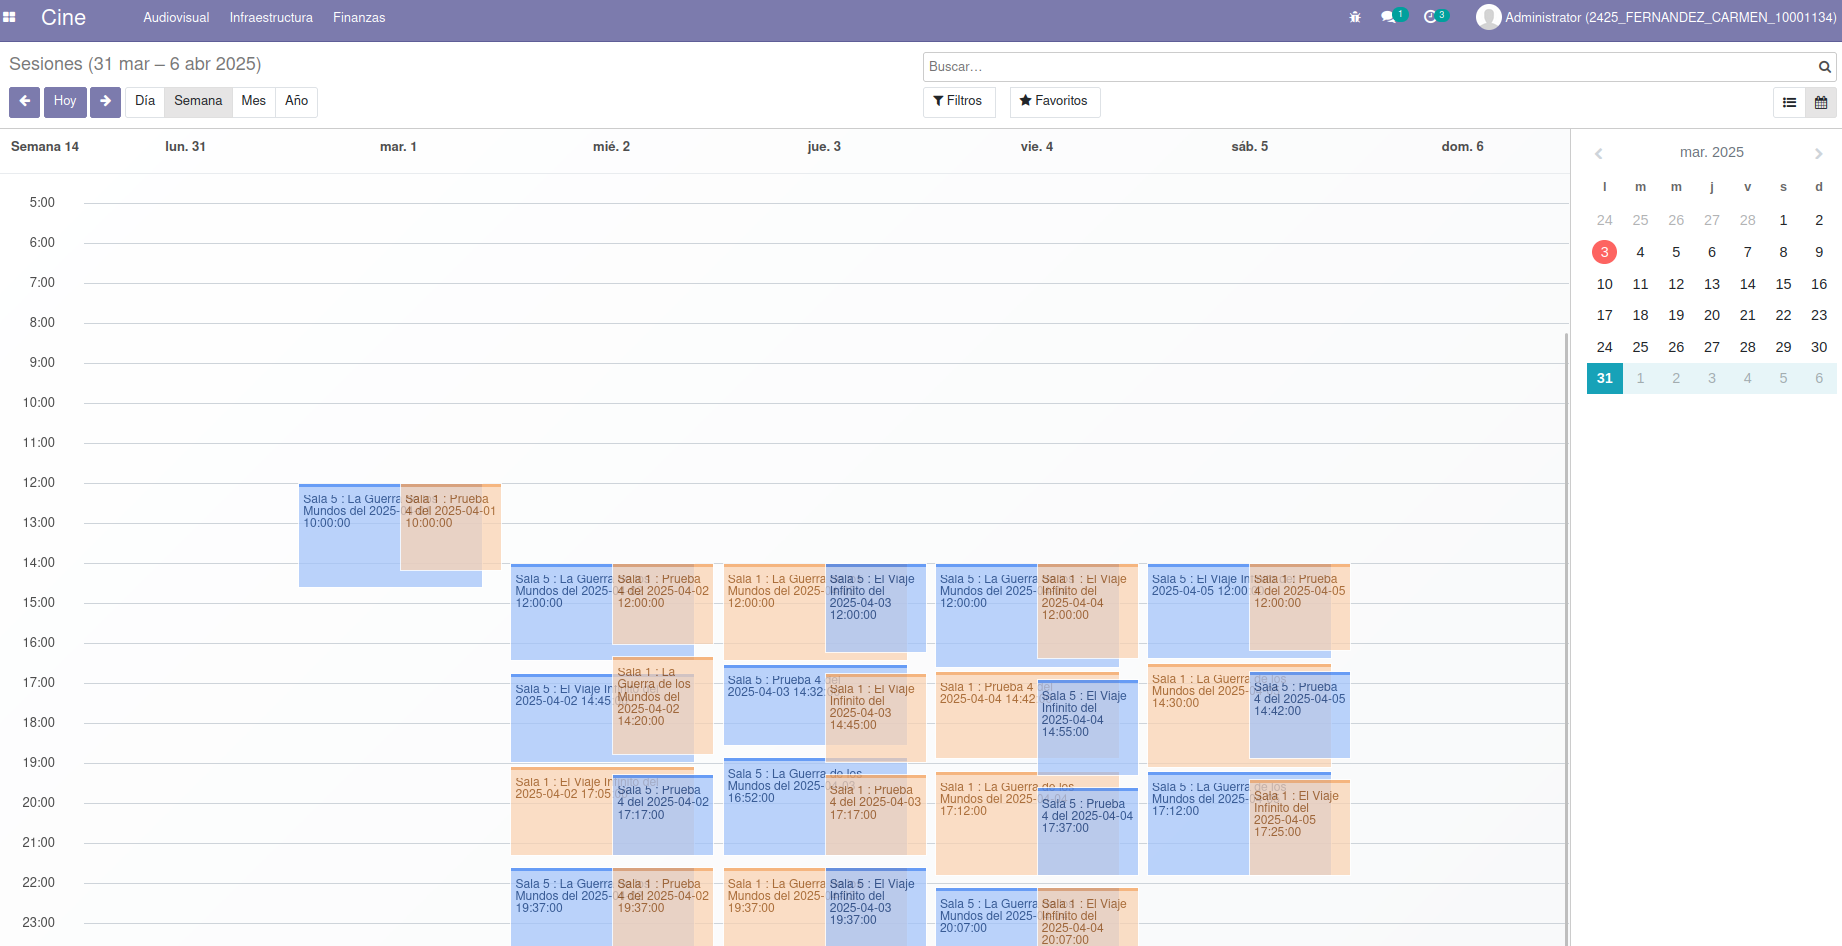 Cine Audiovisual Infraestructura Finanzas 1 3 Administrator (2425_FERNANDEZ_CARMEN_10001134)
Sesiones (31 mar – 6 abr 2025)
Buscar...
Hoy Día Semana Mes Año Filtros Favoritos
Semana 14 lun. 31 mar. 1 mié. 2 jue. 3 vie. 4 sáb. 5 dom. 6
5:00
6:00
7:00
8:00
9:00
10:00
11:00
12:00
13:00
14:00
15:00
16:00
17:00
18:00
19:00
20:00
21:00
22:00
23:00
Sala 5 : La Guerra
Mundos del 2025-
10:00:00
Sala 1 : Prueba
4 del 2025-04-01
10:00:00
Sala 5 : La Guerra
Mundos del 2025-
12:00:00
Sala 1 : Prueba
4 del 2025-04-02
12:00:00
Sala 5 : El Viaje In
2025-04-02 14:45
Sala 1 : La
Guerra de los
Mundos del
2025-04-02
14:20:00
Sala 1 : El Viaje Infinito del
2025-04-02 17:05
Sala 5 : Prueba
4 del 2025-04-02
17:17:00
Sala 5 : La Guerra
Mundos del 2025-
19:37:00
Sala 1 : Prueba
4 del 2025-04-02
19:37:00
Sala 1 : La Guerra
Mundos del 2025-
12:00:00
Sala 5 : El Viaje
Infinito del
2025-04-03
12:00:00
Sala 5 : Prueba 4 del
2025-04-03 14:32:
Sala 1 : El Viaje
Infinito del
2025-04-03
14:45:00
Sala 5 : La Guerra de los
Mundos del 2025-04-03
16:52:00
Sala 1 : Prueba
4 del 2025-04-03
17:17:00
Sala 1 : La Guerra
Mundos del 2025-
19:37:00
Sala 5 : El Viaje
Infinito del
2025-04-03
19:37:00
Sala 5 : La Guerra
Mundos del 2025-
12:00:00
Sala 1 : El Viaje
Infinito del
2025-04-04
12:00:00
Sala 1 : Prueba 4 del
2025-04-04 14:42
Sala 5 : El Viaje
Infinito del
2025-04-04
14:55:00
Sala 1 : La Guerra de los
Mundos del 2025-
17:12:00
Sala 5 : Prueba
4 del 2025-04-04
17:37:00
Sala 5 : La Guerra
Mundos del 2025-
20:07:00
Sala 1 : El Viaje
Infinito del
2025-04-04
20:07:00
Sala 5 : El Viaje In
2025-04-05 12:00
Sala 1 : Prueba
4 del 2025-04-05
12:00:00
Sala 1 : La Guerra de los
Mundos del 2025-
14:30:00
Sala 5 : Prueba
4 del 2025-04-05
14:42:00
Sala 5 : La Guerra de los
Mundos del 2025-
17:12:00
Sala 1 : El Viaje
Infinito del
2025-04-05
17:25:00
mar. 2025
l m m j v s d
24 25 26 27 28 1 2
3 4 5 6 7 8 9
10 11 12 13 14 15 16
17 18 19 20 21 22 23
24 25 26 27 28 29 30
31 1 2 3 4 5 6